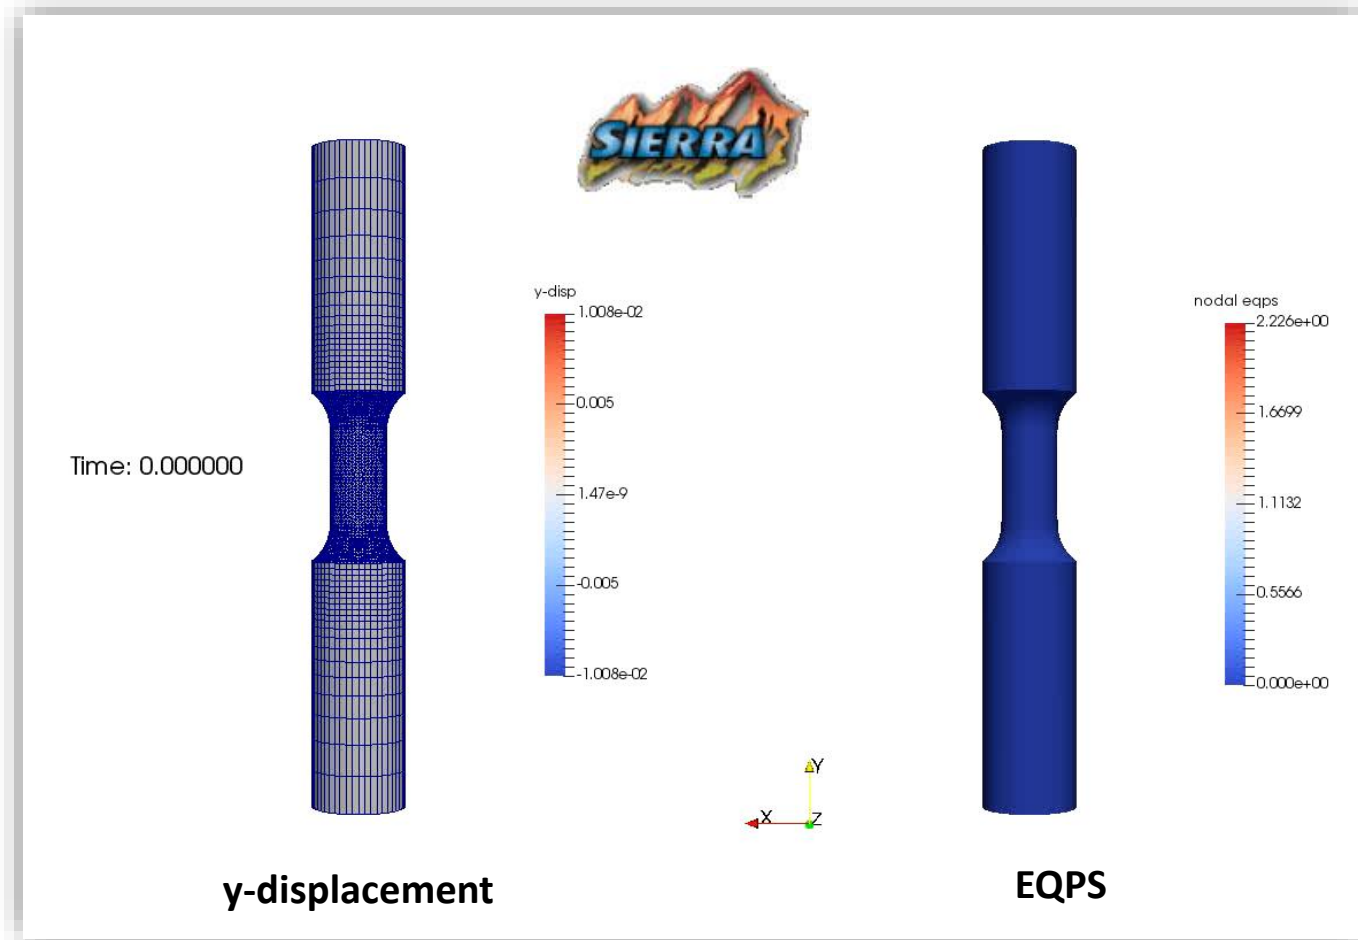 SIERRA
y-disp
1.008e-02
0.005
1.47e-9
-0.005
-1.008e-02
Time: 0.000000
nodal eqps
2.226e+00
1.6699
1.1132
0.5566
0.000e+00
Y
X
Z
y-displacement
EQPS